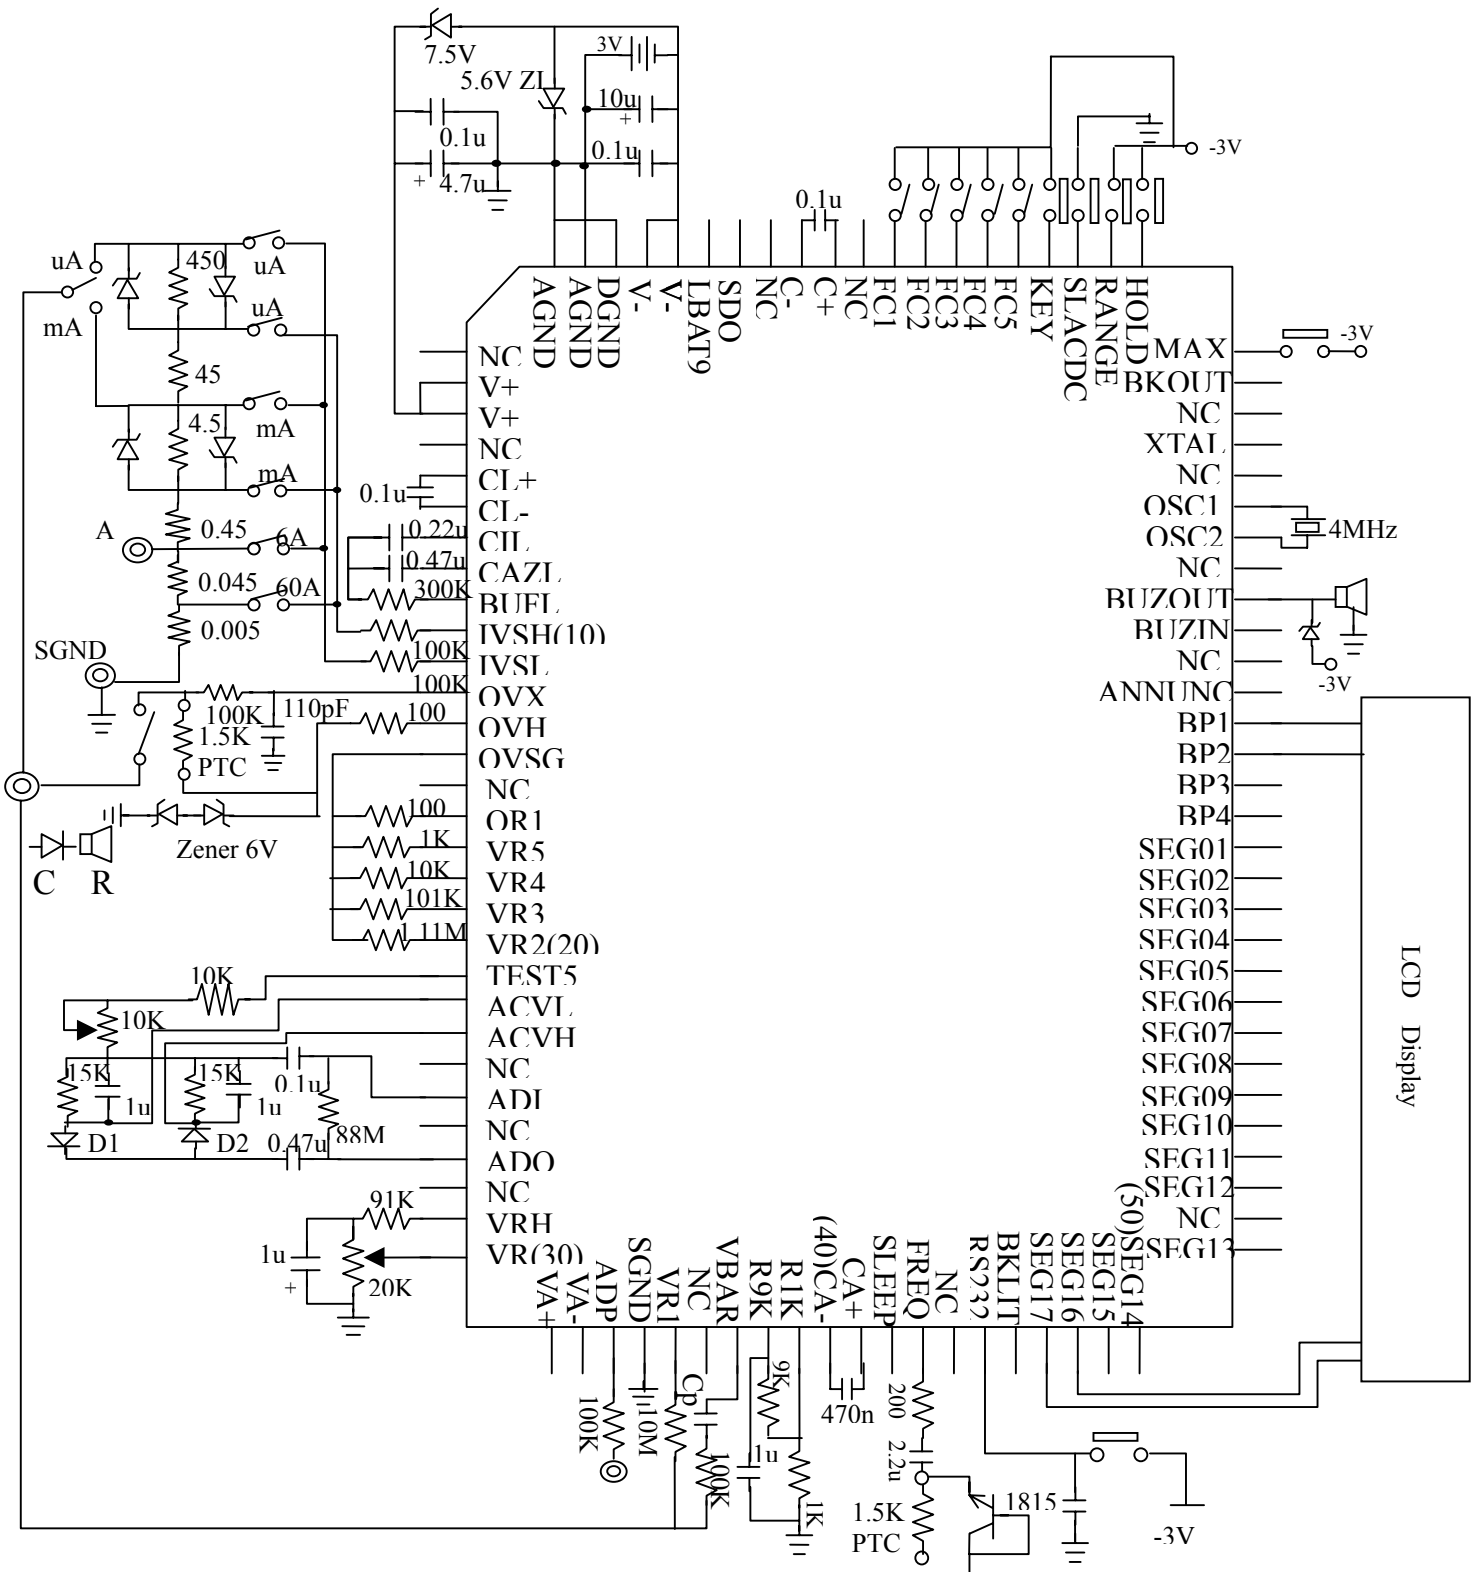 7.5V
3V
5.6V ZI
10u
+
0.1u
0.1u
+
4.7u
-3V
0.1u
uA
uA
450
uA
mA
45
4.5
mA
mA
A
0.45
6A
0.045
60A
0.005
SGND
0.1u
0.22u
0.47u
300K
100K
100K
100K
110pF
100
1.5K
PTC
100
1K
10K
101K
1.11M
Zener 6V
C R
10K
10K
15K
1u
15K
1u
0.1u
88M
D1
D2
0.47u
91K
1u
+
20K
AGND
AGND
DGND
V-
V-
LBAT9
SDO
NC
C-
C+
NC
FC1
FC2
FC3
FC4
FC5
KEY
SLACDC
RANGE
HOLD
NC
V+
V+
NC
CL+
CL-
CIL
CAZL
BUFL
IVSH(10)
IVSL
OVX
OVH
OVSG
NC
OR1
VR5
VR4
VR3
VR2(20)
TEST5
ACVL
ACVH
NC
ADI
NC
ADO
NC
VRH
VR(30)
VA+
VA-
ADP
SGND
VR1
NC
VBAR
R9K
R1K
(40)CA-
CA+
SLEEP
FREQ
NC
RS232
BKLIT
SEG17
SEG16
SEG15
(50)SEG14
MAX
BKOUT
NC
XTAL
NC
OSC1
OSC2
NC
BUZOUT
BUZIN
NC
ANNUNC
BP1
BP2
BP3
BP4
SEG01
SEG02
SEG03
SEG04
SEG05
SEG06
SEG07
SEG08
SEG09
SEG10
SEG11
SEG12
NC
SEG13
-3V
4MHz
-3V
LCD Display
100K
10M
Cp
100K
9K
1u
1K
470n
200
2.2u
1.5K
PTC
1815
-3V